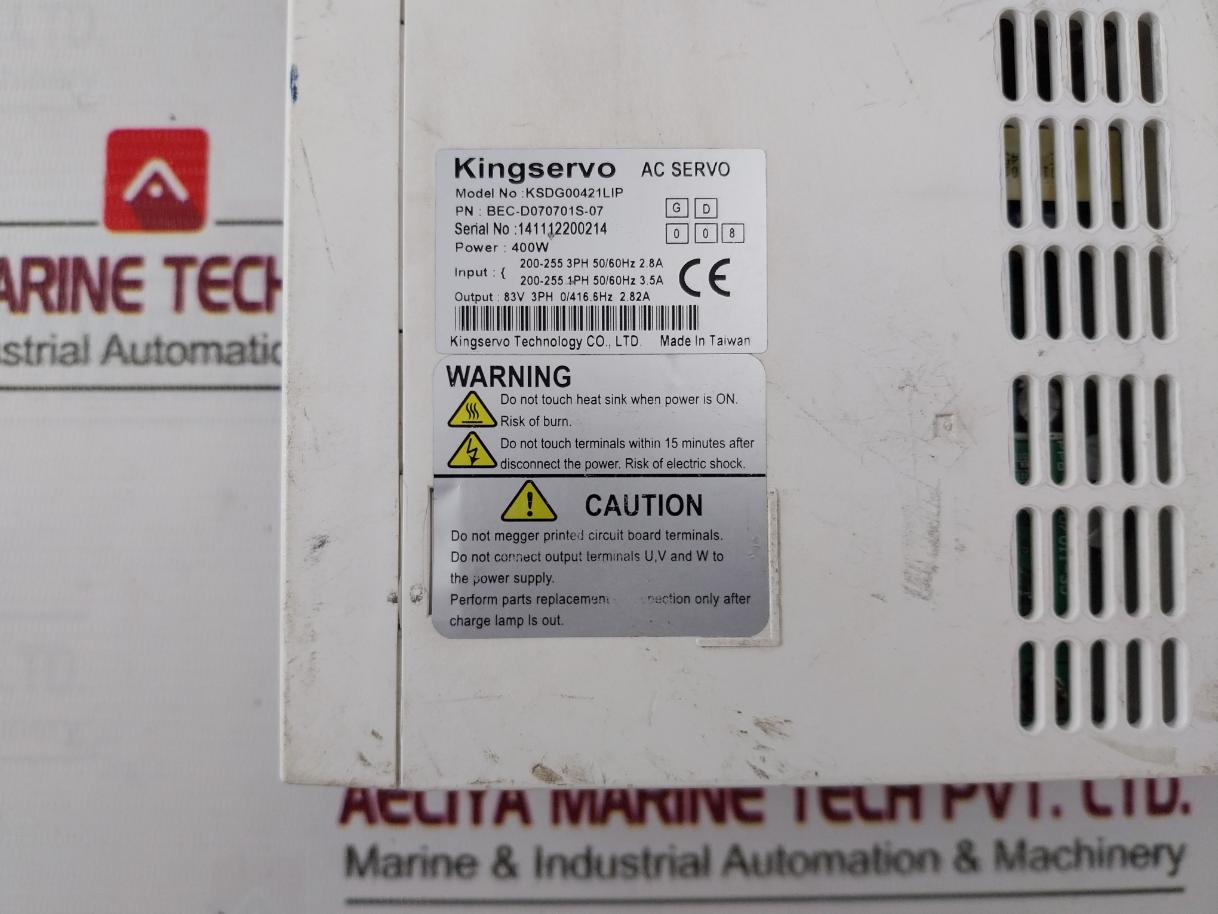 ARINE TECH
strial Automatic
Kingservo AC SERVO
Model No :KSDG00421LIP
PN : BEC-D070701S-07
G D
Serial No :141112200214
0 0 8
Power : 400W
Input : { 200-255 3PH 50/60Hz 2.8A
200-255 1PH 50/60Hz 3.5A
CE
Output : 83V 3PH 0/416.6Hz 2.82A
Kingservo Technology CO., LTD. Made In Taiwan
WARNING
Do not touch heat sink when power is ON.
Risk of burn.
Do not touch terminals within 15 minutes after
disconnect the power. Risk of electric shock.
CAUTION
Do not megger printed circuit board terminals.
Do not connect output terminals U,V and W to
the power supply.
Perform parts replacement only after
charge lamp Is out.
AELIYA MARINE TECH PVT. LTD.
Marine & Industrial Automation & Machinery